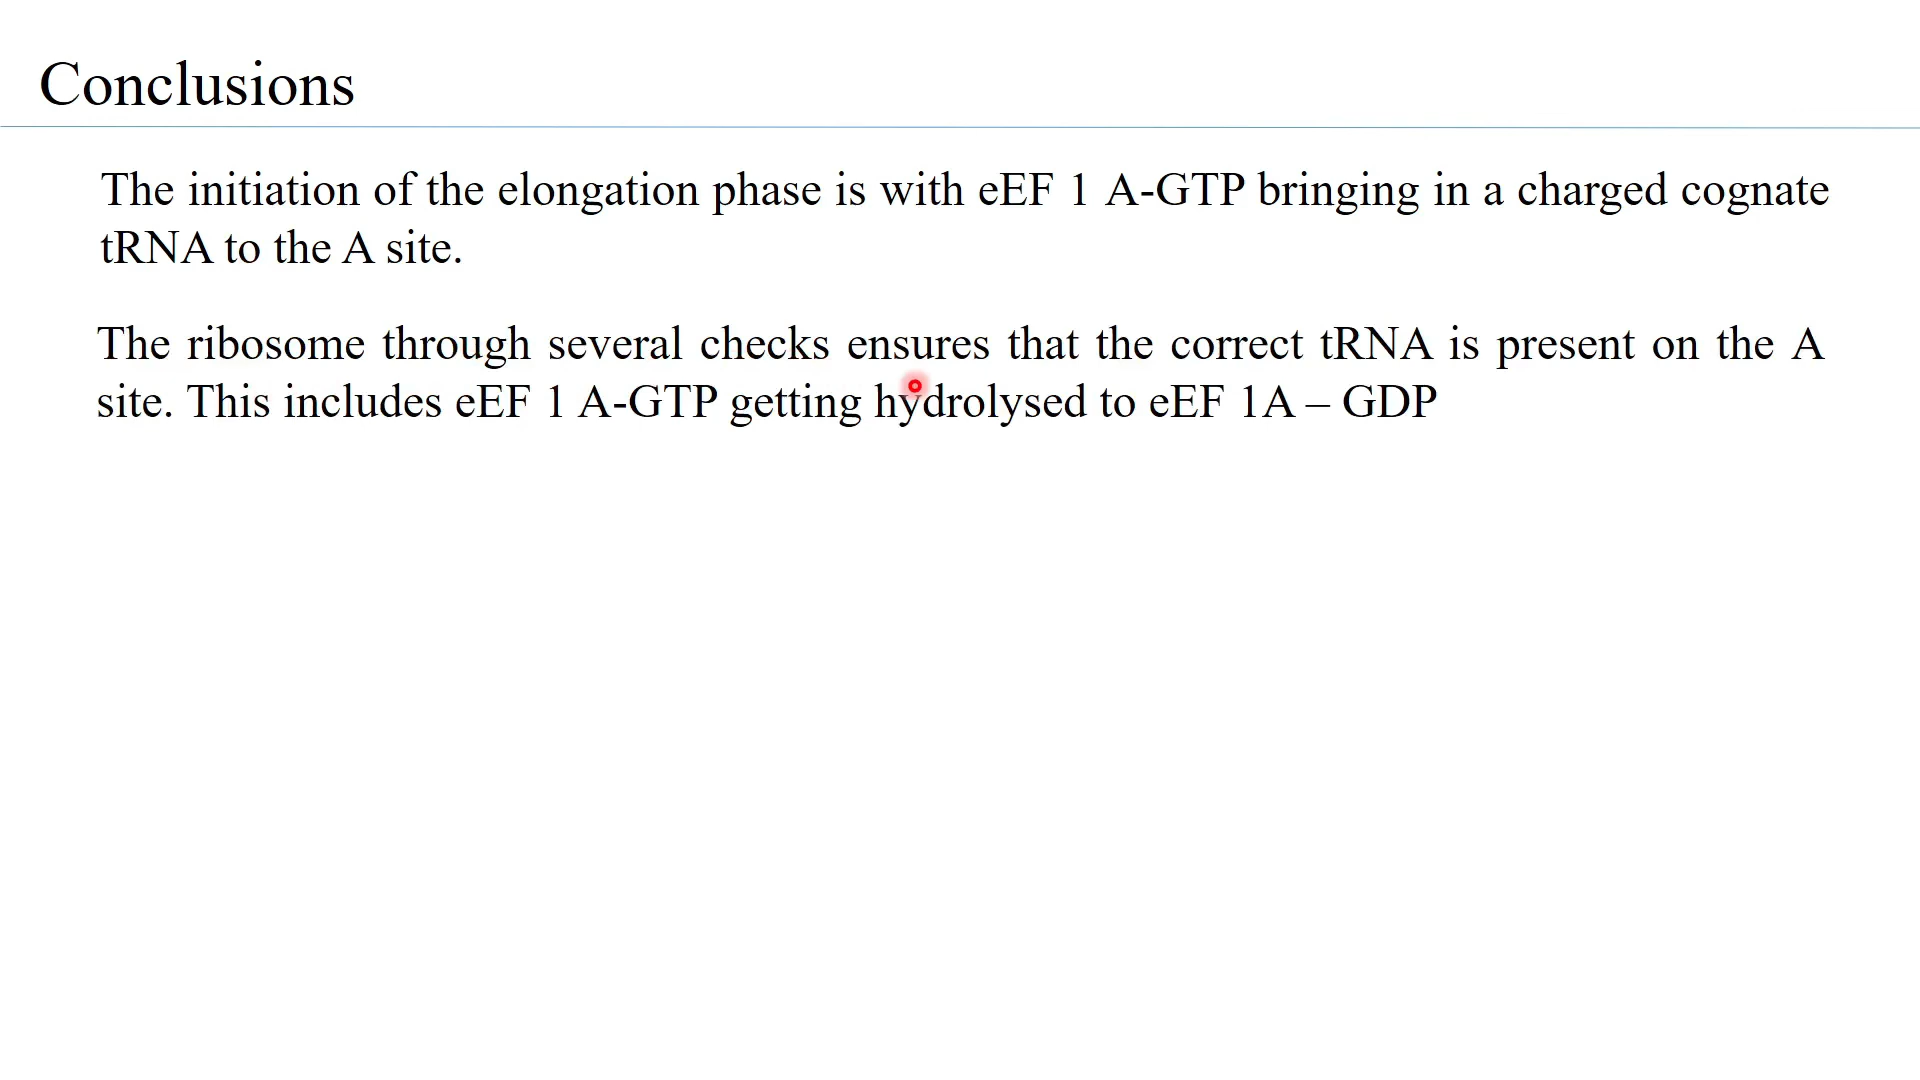 Conclusions
The initiation of the elongation phase is with eEF 1 A-GTP bringing in a charged cognate
tRNA to the A site.
The ribosome through several checks ensures that the correct tRNA is present on the A
site. This includes eEF 1 A-GTP getting hydrolysed to eEF 1A – GDP